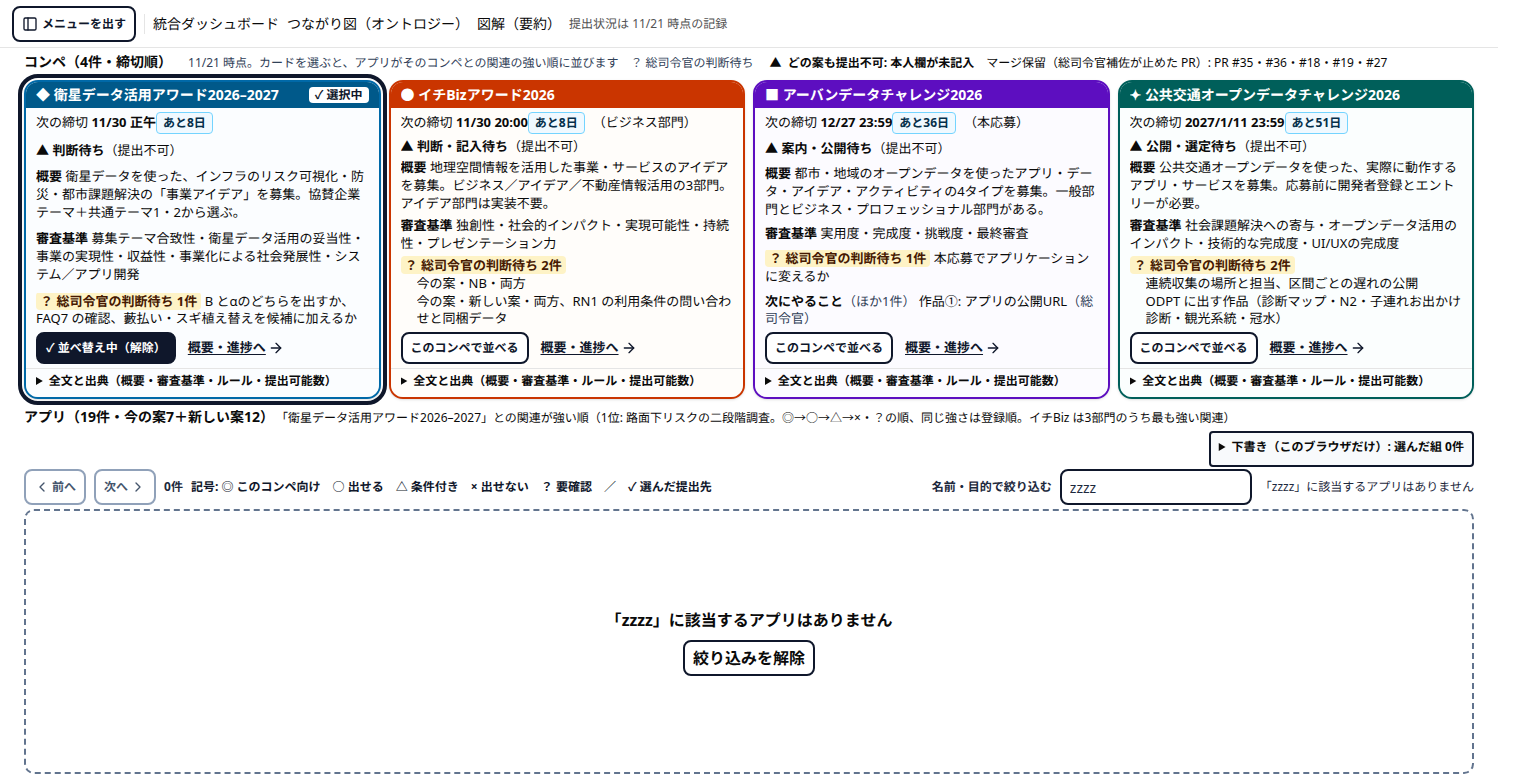 メニューを出す
統合ダッシュボード つながり図（オントロジー） 図解（要約） 提出状況は 11/21 時点の記録
コンペ（4件・締切順） 11/21 時点。カードを選ぶと、アプリがそのコンペとの関連の強い順に並びます ？ 総司令官の判断待ち ▲ どの案も提出不可: 本人欄が未記入 マージ保留（総司令官補佐が止めた PR）: PR #35・#36・#18・#19・#27
◆ 衛星データ活用アワード2026–2027 ✓ 選択中
次の締切 11/30 正午 あと8日
▲ 判断待ち（提出不可）
概要 衛星データを使った、インフラのリスク可視化・防
災・都市課題解決の「事業アイデア」を募集。協賛企業
テーマ＋共通テーマ1・2から選ぶ。
審査基準 募集テーマ合致性・衛星データ活用の妥当性・
事業の実現性・収益性・事業化による社会発展性・シス
テム／アプリ開発
？ 総司令官の判断待ち 1件 B とαのどちらを出すか、
FAQ7 の確認、藪払い・スギ植え替えを候補に加えるか
✓ 並べ替え中（解除） 概要・進捗へ →
▶ 全文と出典（概要・審査基準・ルール・提出可能数）
● イチBizアワード2026
次の締切 11/30 20:00 あと8日 （ビジネス部門）
▲ 判断・記入待ち（提出不可）
概要 地理空間情報を活用した事業・サービスのアイデア
を募集。ビジネス／アイデア／不動産情報活用の3部門。
アイデア部門は実装不要。
審査基準 独創性・社会的インパクト・実現可能性・持続
性・プレゼンテーション力
？ 総司令官の判断待ち 2件
今の案・NB・両方
今の案・新しい案・両方、RN1 の利用条件の問い合わ
せと同梱データ
このコンペで並べる 概要・進捗へ →
▶ 全文と出典（概要・審査基準・ルール・提出可能数）
■ アーバンデータチャレンジ2026
次の締切 12/27 23:59 あと36日 （本応募）
▲ 案内・公開待ち（提出不可）
概要 都市・地域のオープンデータを使ったアプリ・デー
タ・アイデア・アクティビティの4タイプを募集。一般部
門とビジネス・プロフェッショナル部門がある。
審査基準 実用度・完成度・挑戦度・最終審査
？ 総司令官の判断待ち 1件 本応募でアプリケーション
に変えるか
次にやること（ほか1件） 作品①: アプリの公開URL（総
司令官）
このコンペで並べる 概要・進捗へ →
▶ 全文と出典（概要・審査基準・ルール・提出可能数）
✦ 公共交通オープンデータチャレンジ2026
次の締切 2027/1/11 23:59 あと51日
▲ 公開・選定待ち（提出不可）
概要 公共交通オープンデータを使った、実際に動作する
アプリ・サービスを募集。応募前に開発者登録とエント
リーが必要。
審査基準 社会課題解決への寄与・オープンデータ活用の
インパクト・技術的な完成度・UI/UXの完成度
？ 総司令官の判断待ち 2件
連続収集の場所と担当、区間ごとの遅れの公開
ODPT に出す作品（診断マップ・N2・子連れお出かけ
診断・観光系統・冠水）
このコンペで並べる 概要・進捗へ →
▶ 全文と出典（概要・審査基準・ルール・提出可能数）
アプリ（19件・今の案7＋新しい案12） 「衛星データ活用アワード2026–2027」との関連が強い順（1位: 路面下リスクの二段階調査。◎→○→△→×・？の順、同じ強さは登録順。イチBiz は3部門のうち最も強い関連）
▶ 下書き（このブラウザだけ）: 選んだ組 0件
＜ 前へ 次へ ＞ 0件 記号: ◎ このコンペ向け ○ 出せる △ 条件付き × 出せない ？ 要確認 ／ ✓ 選んだ提出先 名前・目的で絞り込む zzzz 「zzzz」に該当するアプリはありません
「zzzz」に該当するアプリはありません
絞り込みを解除